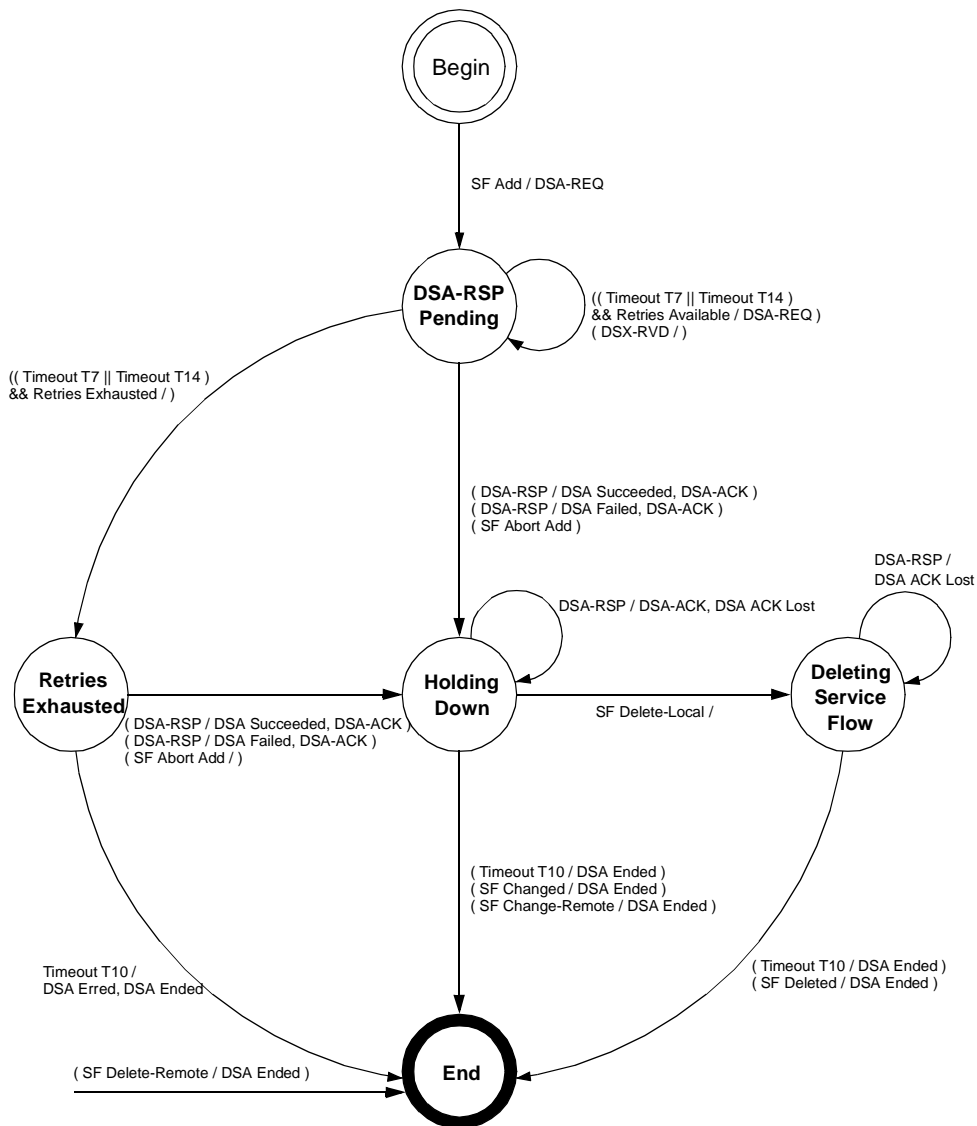 Begin
SF Add / DSA-REQ
DSA-RSP
Pending
(( Timeout T7 || Timeout T14 )
&& Retries Available / DSA-REQ )
( DSX-RVD / )
(( Timeout T7 || Timeout T14 )
&& Retries Exhausted / )
( DSA-RSP / DSA Succeeded, DSA-ACK )
( DSA-RSP / DSA Failed, DSA-ACK )
( SF Abort Add )
DSA-RSP /
DSA ACK Lost
DSA-RSP / DSA-ACK, DSA ACK Lost
Retries
Exhausted
Holding
Down
Deleting
Service
Flow
( DSA-RSP / DSA Succeeded, DSA-ACK )
( DSA-RSP / DSA Failed, DSA-ACK )
( SF Abort Add / )
SF Delete-Local /
( Timeout T10 / DSA Ended )
( SF Changed / DSA Ended )
( SF Change-Remote / DSA Ended )
Timeout T10 /
DSA Erred, DSA Ended
( Timeout T10 / DSA Ended )
( SF Deleted / DSA Ended )
( SF Delete-Remote / DSA Ended )
End